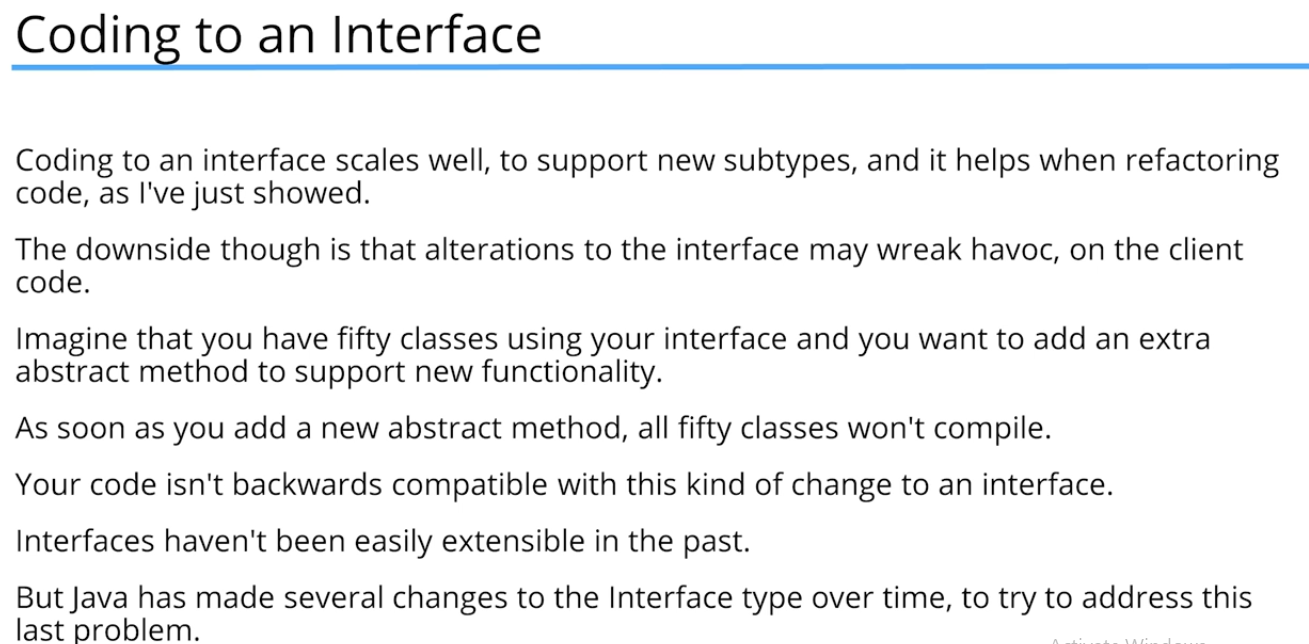 Coding to an Interface
Coding to an interface scales well, to support new subtypes, and it helps when refactoring
code, as I've just showed.
The downside though is that alterations to the interface may wreak havoc, on the client
code.
Imagine that you have fifty classes using your interface and you want to add an extra
abstract method to support new functionality.
As soon as you add a new abstract method, all fifty classes won't compile.
Your code isn't backwards compatible with this kind of change to an interface.
Interfaces haven't been easily extensible in the past.
But Java has made several changes to the Interface type over time, to try to address this
last problem.
Activate Windows